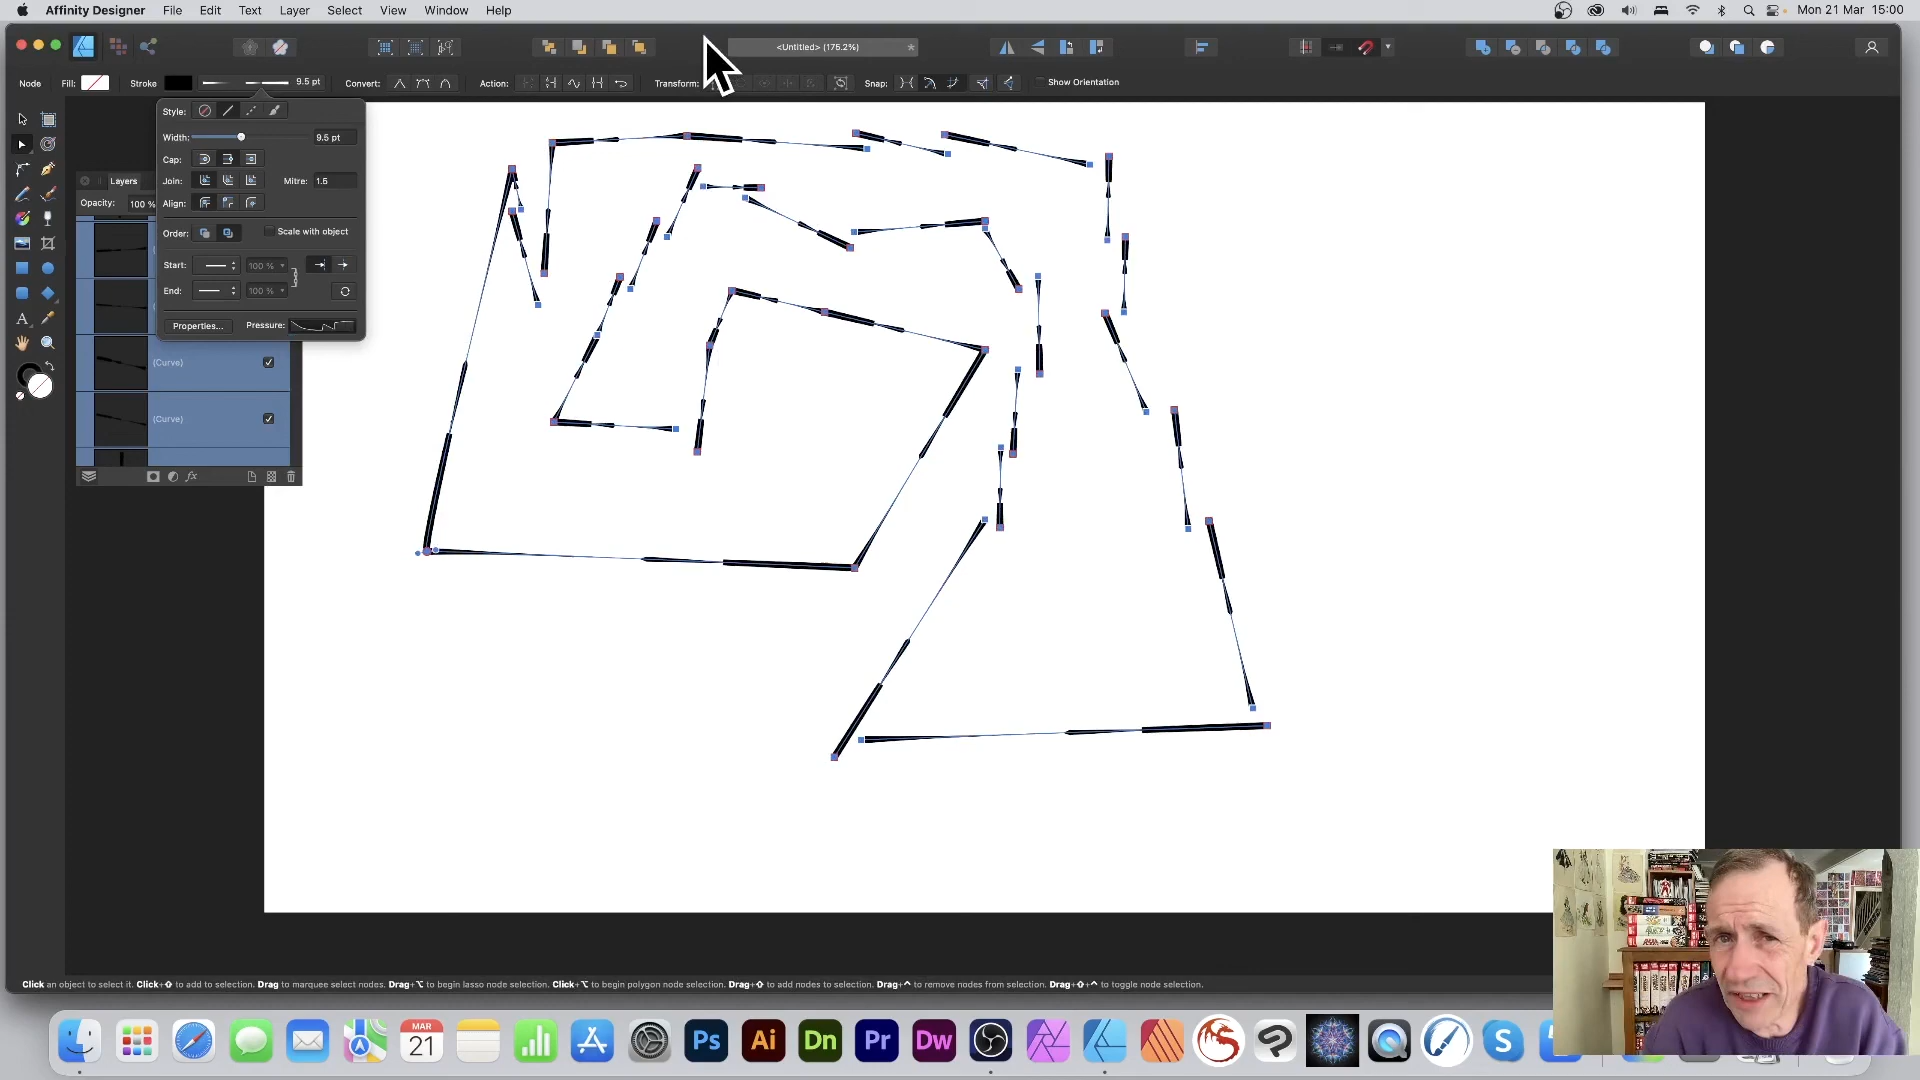 Affinity Designer File Edit Text Layer Select View Window Help Mon 21 Mar 15:00
<Untitled> (175.2%) *
Node Fill: Stroke 9.5 pt Convert: Action: Transform: Snap: Show Orientation
Style:
Width: 9.5 pt
Cap:
Join: Mitre: 1.5
Align:
Order: Scale with object
Start: 100 %
End: 100 %
Properties... Pressure:
Layers
Opacity: 100 %
(Curve)
(Curve)
A
Click an object to select it. Click+⇧ to add to selection. Drag to marquee select nodes. Drag+⌥ to begin lasso node selection. Click+⌥ to begin polygon node selection. Drag+⇧ to add nodes to selection. Drag+^ to remove nodes from selection. Drag+⇧+^ to toggle node selection.
MAR
21
Ps Ai Dn Pr Dw